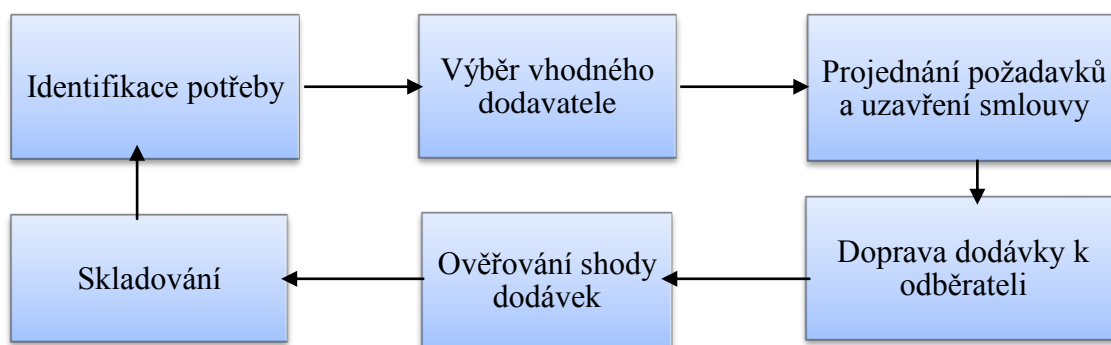 Identifikace potřeby
Výběr vhodného
dodavatele
Projednání požadavků
a uzavření smlouvy
Doprava dodávky k
odběrateli
Ověřování shody
dodávek
Skladování